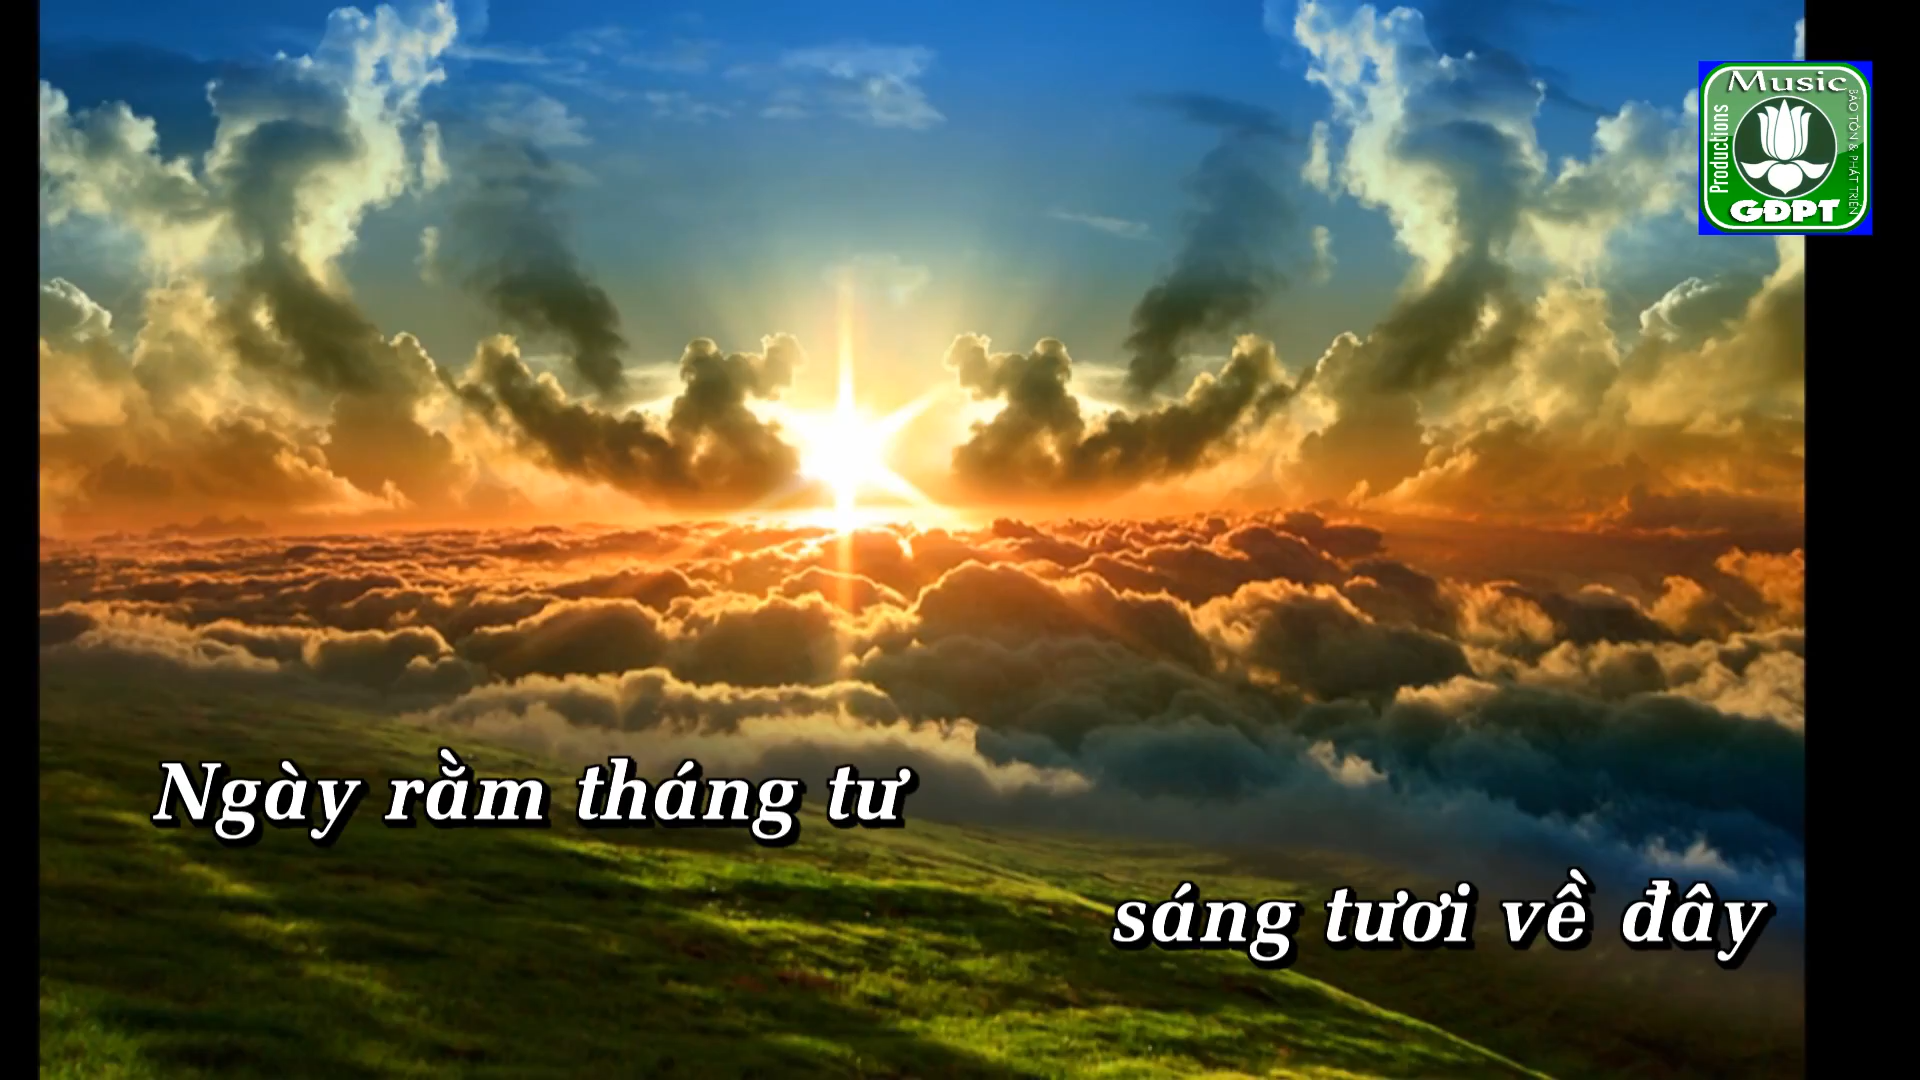 Music
Productions
BẢO TỒN & PHÁT TRIỂN
GĐPT
Ngày rằm tháng tư
sáng tươi về đây